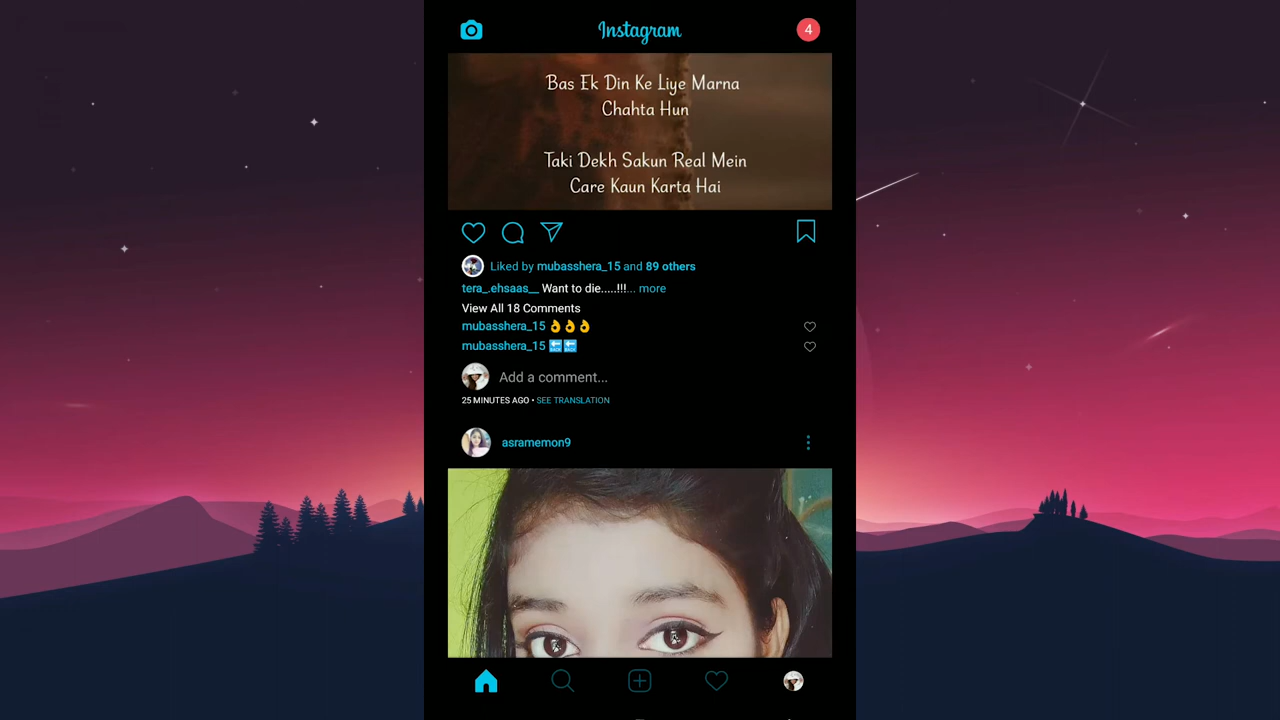 Instagram
4
Bas Ek Din Ke Liye Marna
Chahta Hun
Taki Dekh Sakun Real Mein
Care Kaun Karta Hai
Liked by mubasshera_15 and 89 others
tera_.ehsaas__ Want to die.....!!!... more
View All 18 Comments
mubasshera_15 👌👌👌
mubasshera_15 🔙🔙
Add a comment...
25 MINUTES AGO • SEE TRANSLATION
asramemon9